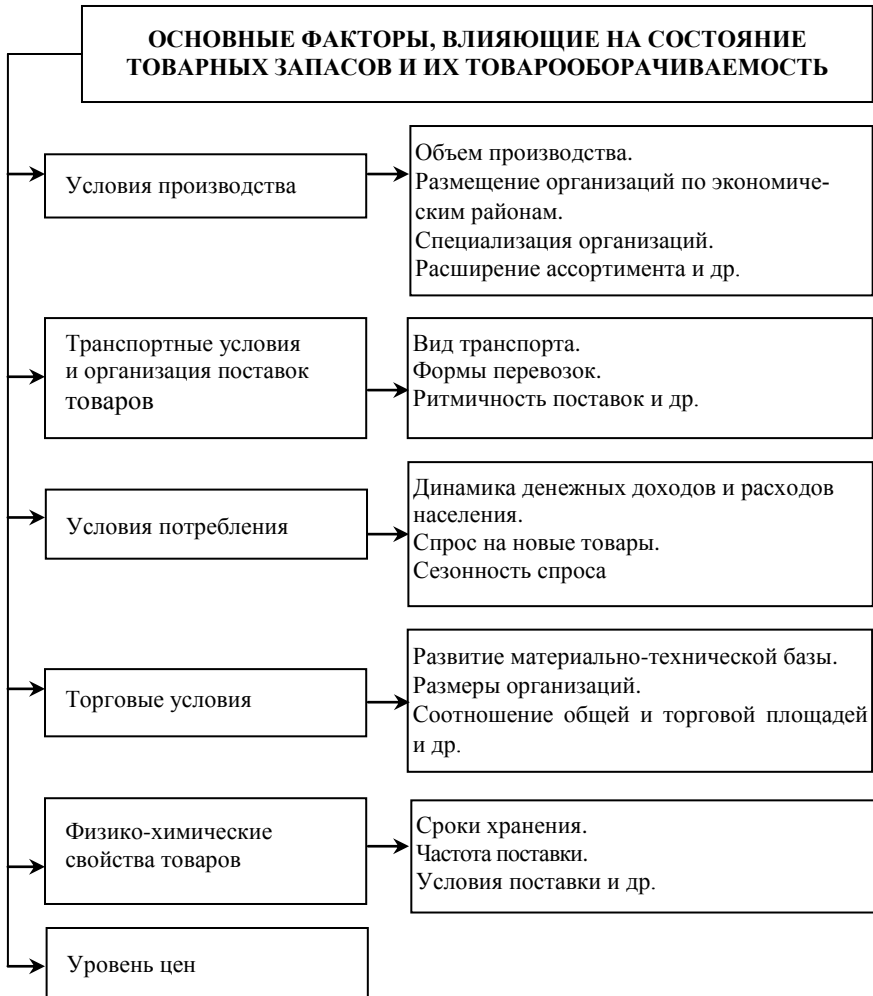 ОСНОВНЫЕ ФАКТОРЫ, ВЛИЯЮЩИЕ НА СОСТОЯНИЕ
ТОВАРНЫХ ЗАПАСОВ И ИХ ТОВАРООБОРАЧИВАЕМОСТЬ
Условия производства
Объем производства.
Размещение организаций по экономиче-
ским районам.
Специализация организаций.
Расширение ассортимента и др.
Транспортные условия
и организация поставок
товаров
Вид транспорта.
Формы перевозок.
Ритмичность поставок и др.
Условия потребления
Динамика денежных доходов и расходов
населения.
Спрос на новые товары.
Сезонность спроса
Торговые условия
Развитие материально-технической базы.
Размеры организаций.
Соотношение общей и торговой площадей
и др.
Физико-химические
свойства товаров
Сроки хранения.
Частота поставки.
Условия поставки и др.
Уровень цен